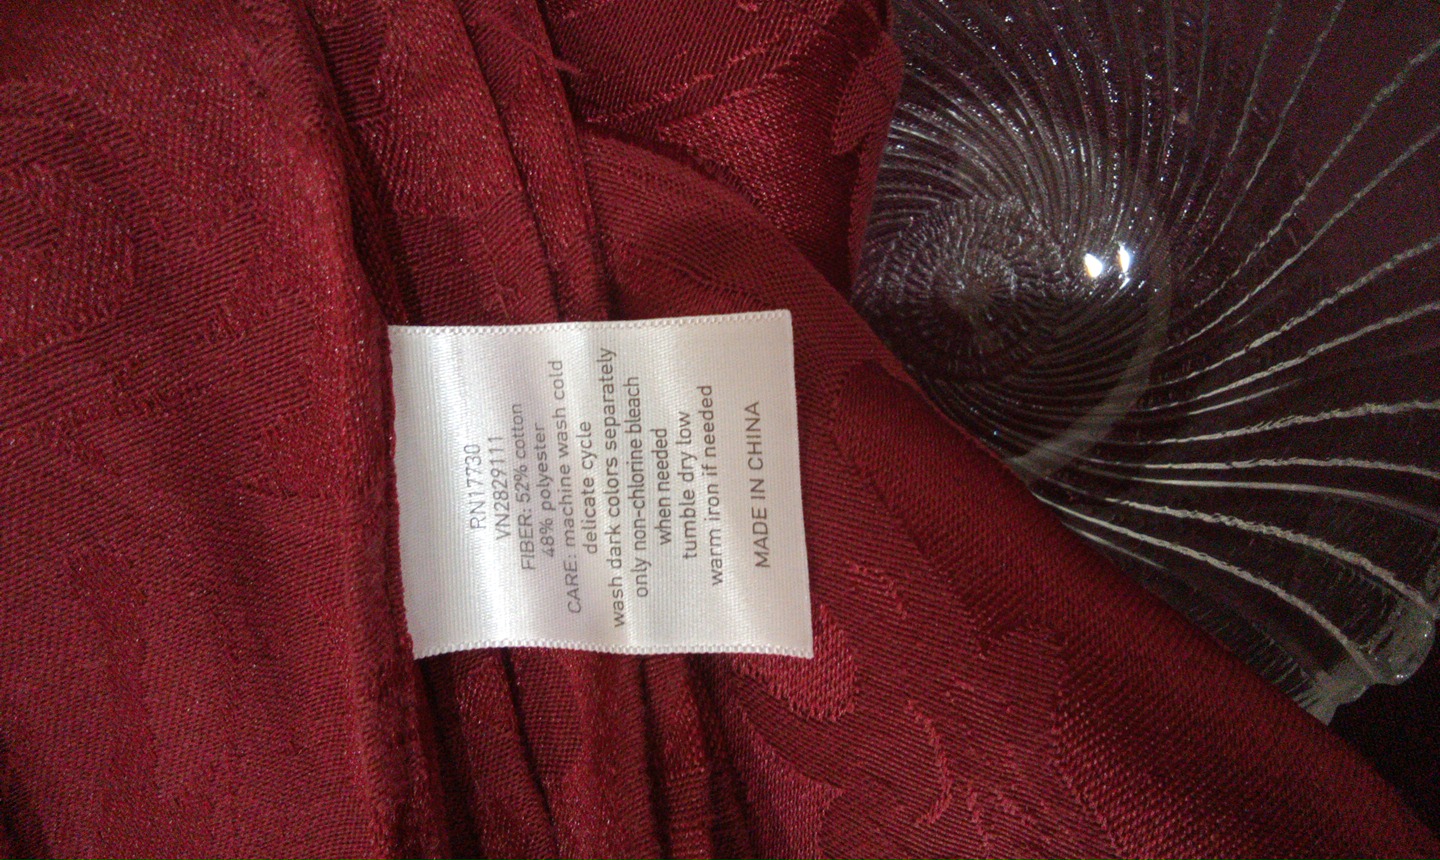 RN17730
VN2829111
FIBER: 52% cotton
48% polyester
CARE: machine wash cold
delicate cycle
wash dark colors separately
only non-chlorine bleach
when needed
tumble dry low
warm iron if needed
MADE IN CHINA